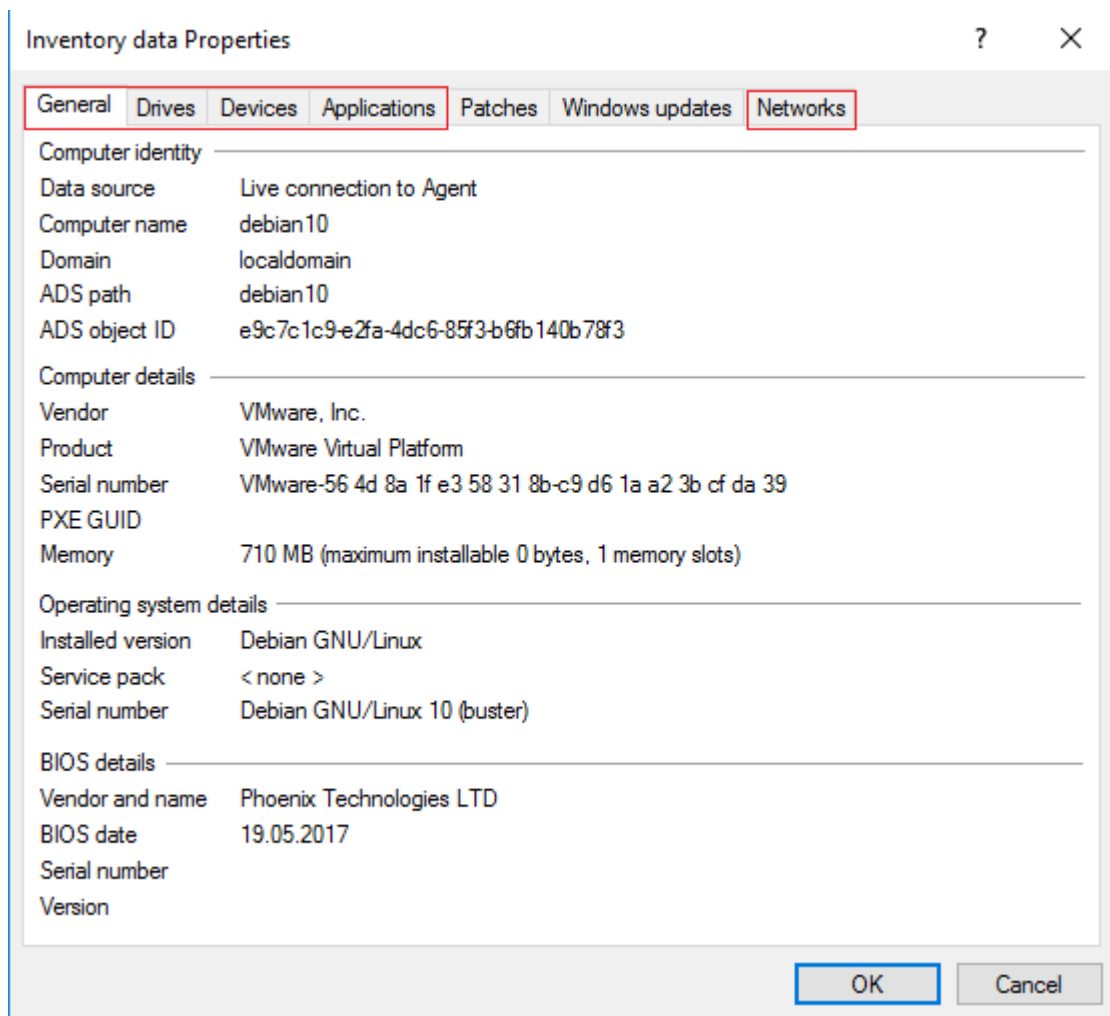 Inventory data Properties ? ×
General Drives Devices Applications Patches Windows updates Networks
Computer identity
Data source Live connection to Agent
Computer name debian10
Domain localdomain
ADS path debian10
ADS object ID e9c7c1c9-e2fa-4dc6-85f3-b6fb140b78f3
Computer details
Vendor VMware, Inc.
Product VMware Virtual Platform
Serial number VMware-56 4d 8a 1f e3 58 31 8b-c9 d6 1a a2 3b cf da 39
PXE GUID
Memory 710 MB (maximum installable 0 bytes, 1 memory slots)
Operating system details
Installed version Debian GNU/Linux
Service pack < none >
Serial number Debian GNU/Linux 10 (buster)
BIOS details
Vendor and name Phoenix Technologies LTD
BIOS date 19.05.2017
Serial number
Version
OK Cancel